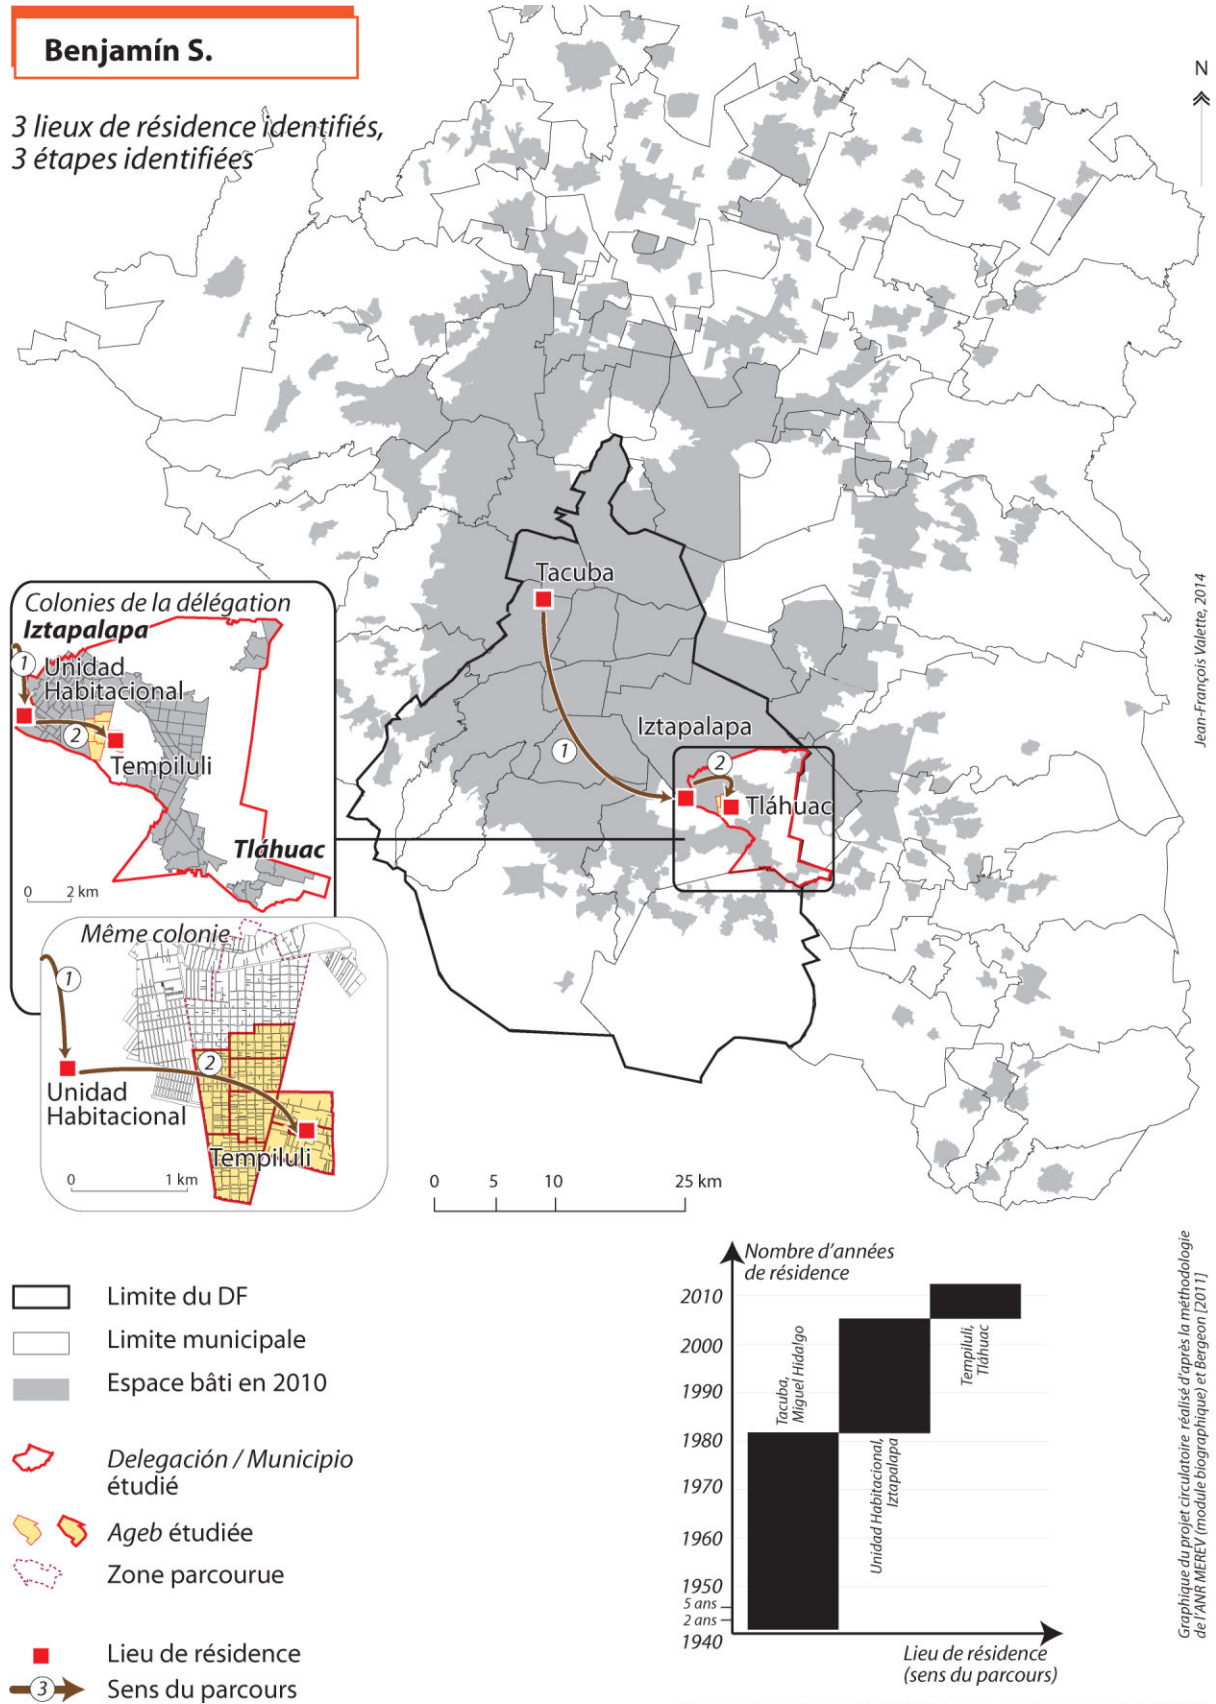 Benjamín S.
3 lieux de résidence identifiés,
3 étapes identifiées
N
Jean-François Valette, 2014
Tacuba
1
Iztapalapa
2
Tláhuac
Colonies de la délégation
Iztapalapa
1
Unidad
Habitacional
2
Tempiluli
Tláhuac
0 2 km
Même colonie
1
2
Unidad
Habitacional
Tempiluli
0 1 km
0 5 10 25 km
Limite du DF
Limite municipale
Espace bâti en 2010
Delegación / Municipio
étudié
Ageb étudiée
Zone parcourue
Lieu de résidence
3
Sens du parcours
Nombre d'années
de résidence
2010
2000
1990
1980
1970
1960
1950
5 ans
2 ans
1940
Tacuba,
Miguel Hidalgo
Unidad Habitacional,
Iztapalapa
Tempiluli,
Tláhuac
Lieu de résidence
(sens du parcours)
Graphique du projet circulatoire réalisé d'après la méthodologie
de l'ANR MEREV (module biographique) et Bergeon [2011]